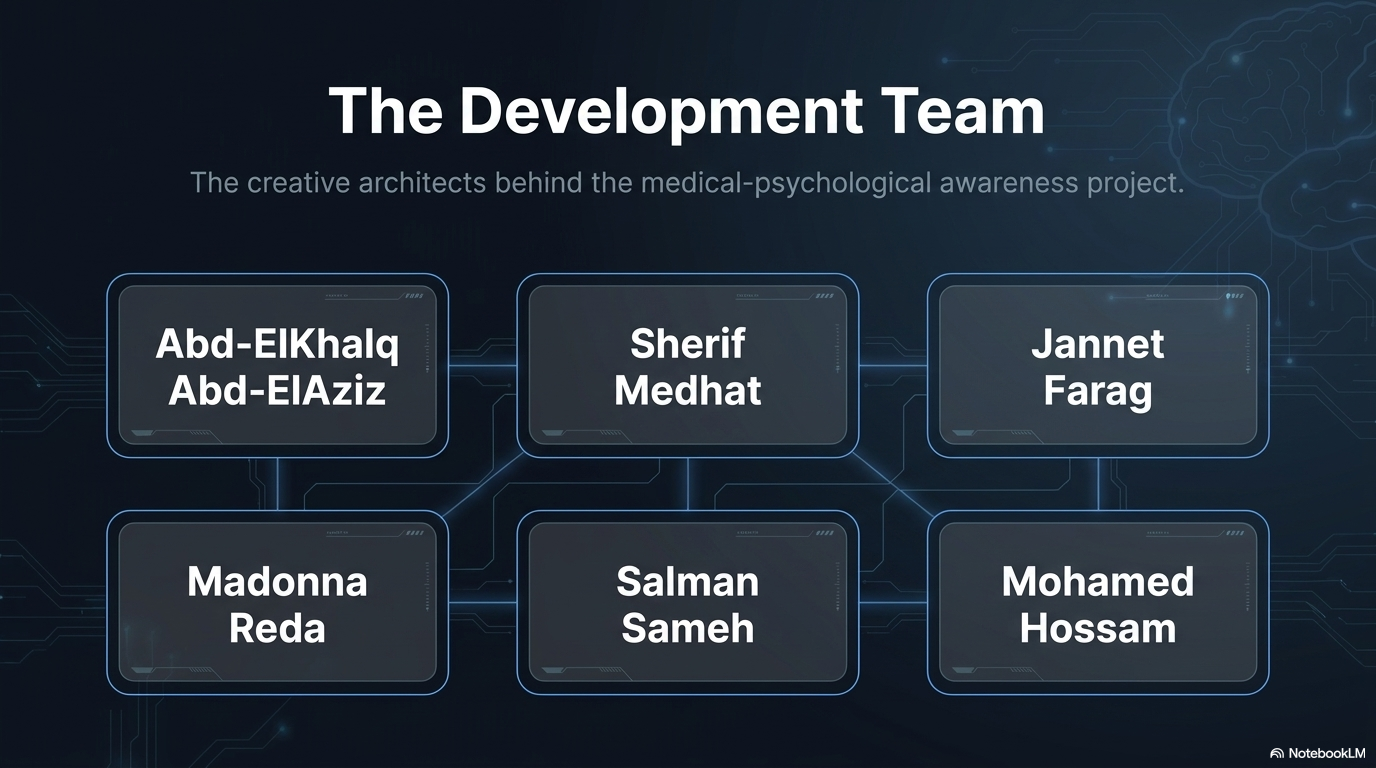 The Development Team
The creative architects behind the medical-psychological awareness project.
Abd-ElKhalq
Abd-ElAziz
Sherif
Medhat
Jannet
Farag
Madonna
Reda
Salman
Sameh
Mohamed
Hossam
NotebookLM